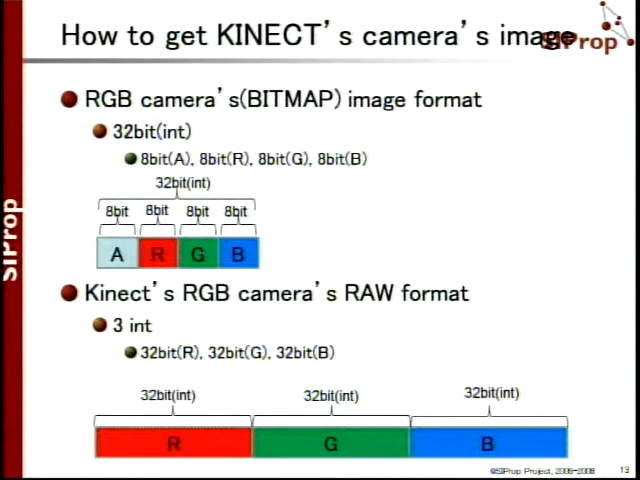 How to get KINECT's camera's image
SIProp
RGB camera's(BITMAP) image format
32bit(int)
8bit(A), 8bit(R), 8bit(G), 8bit(B)
32bit(int)
8bit 8bit 8bit 8bit
A R G B
SIProp
Kinect's RGB camera's RAW format
3 int
32bit(R), 32bit(G), 32bit(B)
32bit(int) 32bit(int) 32bit(int)
R G B
©SIProp Project, 2006-2008 13